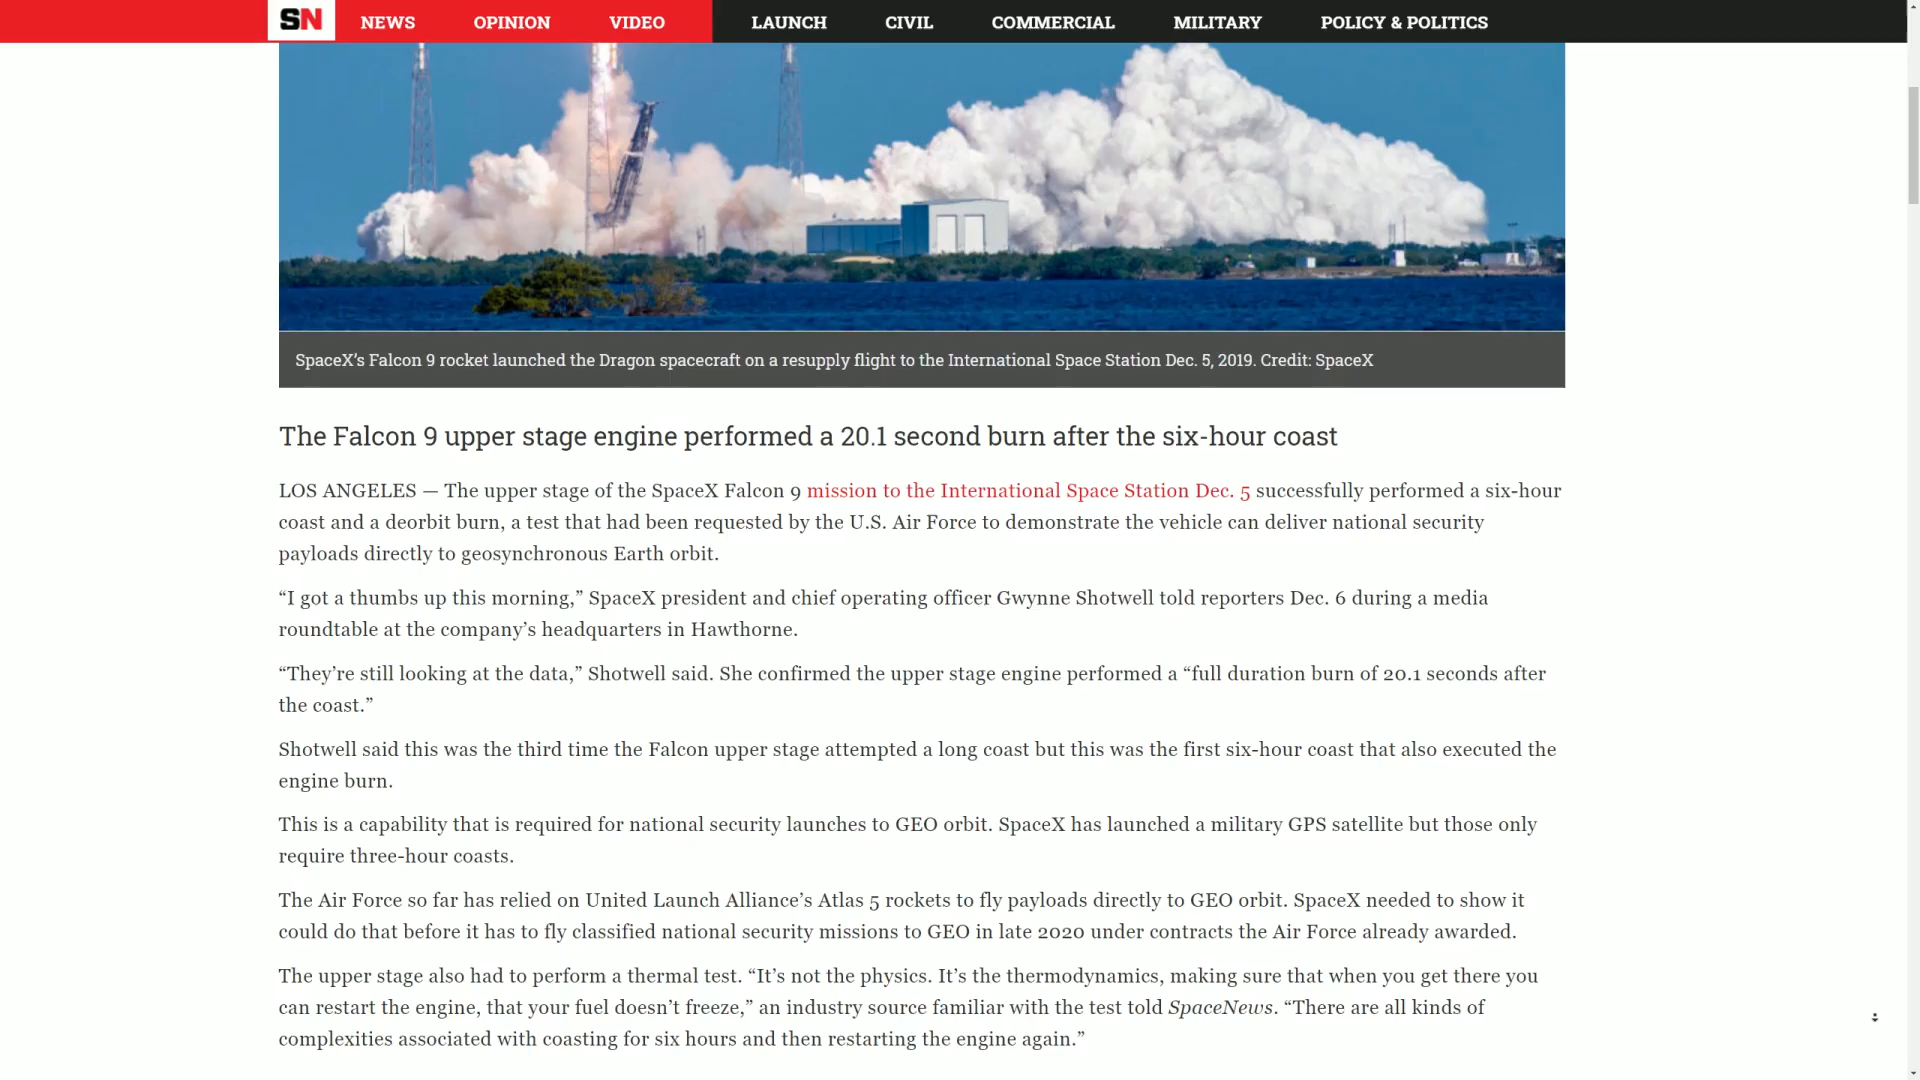 SN NEWS OPINION VIDEO LAUNCH CIVIL COMMERCIAL MILITARY POLICY & POLITICS
SpaceX’s Falcon 9 rocket launched the Dragon spacecraft on a resupply flight to the International Space Station Dec. 5, 2019. Credit: SpaceX
The Falcon 9 upper stage engine performed a 20.1 second burn after the six-hour coast
LOS ANGELES — The upper stage of the SpaceX Falcon 9 mission to the International Space Station Dec. 5 successfully performed a six-hour
coast and a deorbit burn, a test that had been requested by the U.S. Air Force to demonstrate the vehicle can deliver national security
payloads directly to geosynchronous Earth orbit.
“I got a thumbs up this morning,” SpaceX president and chief operating officer Gwynne Shotwell told reporters Dec. 6 during a media
roundtable at the company’s headquarters in Hawthorne.
“They’re still looking at the data,” Shotwell said. She confirmed the upper stage engine performed a “full duration burn of 20.1 seconds after
the coast.”
Shotwell said this was the third time the Falcon upper stage attempted a long coast but this was the first six-hour coast that also executed the
engine burn.
This is a capability that is required for national security launches to GEO orbit. SpaceX has launched a military GPS satellite but those only
require three-hour coasts.
The Air Force so far has relied on United Launch Alliance’s Atlas 5 rockets to fly payloads directly to GEO orbit. SpaceX needed to show it
could do that before it has to fly classified national security missions to GEO in late 2020 under contracts the Air Force already awarded.
The upper stage also had to perform a thermal test. “It’s not the physics. It’s the thermodynamics, making sure that when you get there you
can restart the engine, that your fuel doesn’t freeze,” an industry source familiar with the test told SpaceNews. “There are all kinds of
complexities associated with coasting for six hours and then restarting the engine again.”